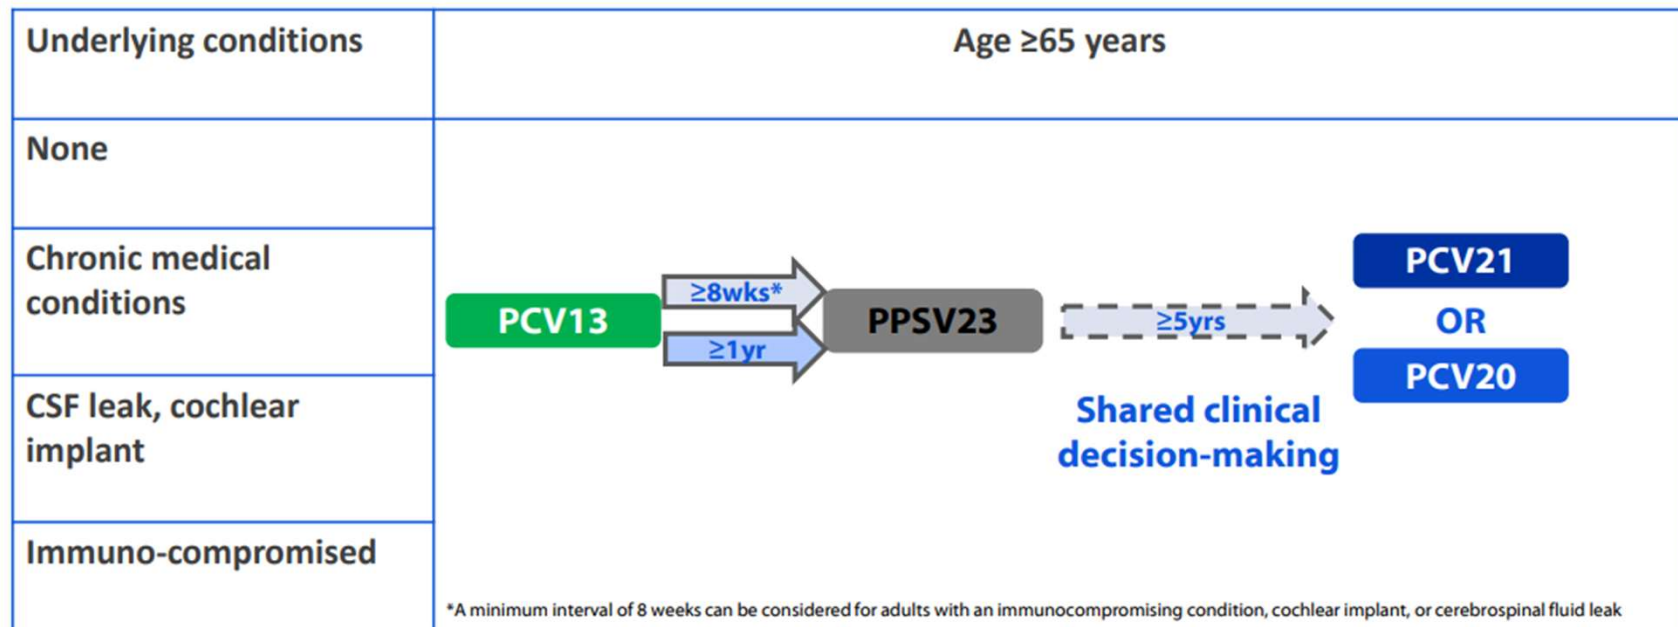 Underlying conditions
Age ≥65 years
None
Chronic medical
conditions
PCV13
≥8wks*
≥1yr
PPSV23
≥5yrs
Shared clinical
decision-making
PCV21
OR
PCV20
CSF leak, cochlear
implant
Immuno-compromised
*A minimum interval of 8 weeks can be considered for adults with an immunocompromising condition, cochlear implant, or cerebrospinal fluid leak